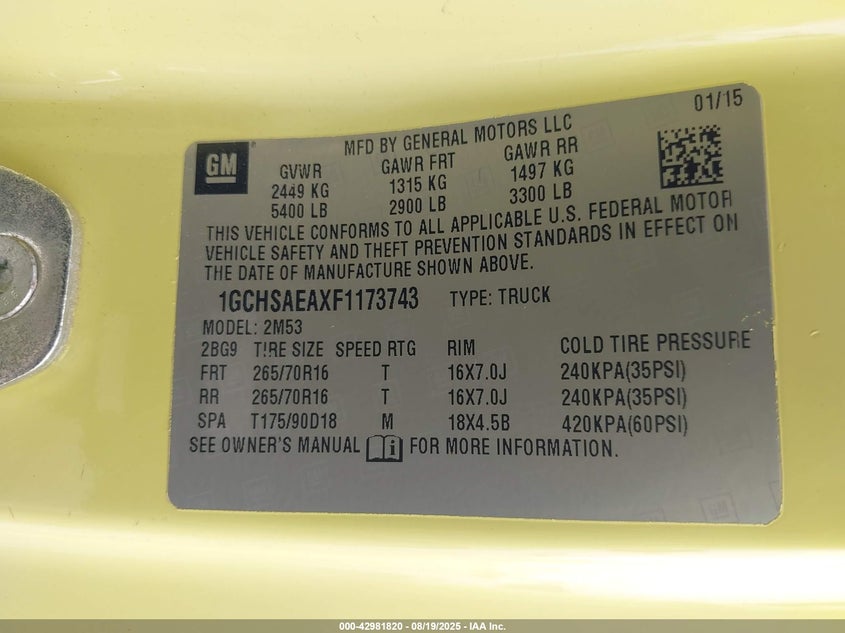 01/15
MFD BY GENERAL MOTORS LLC
GM
GVWR GAWR FRT GAWR RR
2449 KG 1315 KG 1497 KG
5400 LB 2900 LB 3300 LB
THIS VEHICLE CONFORMS TO ALL APPLICABLE U.S. FEDERAL MOTOR
VEHICLE SAFETY AND THEFT PREVENTION STANDARDS IN EFFECT ON
THE DATE OF MANUFACTURE SHOWN ABOVE.
1GCHSAEAXF1173743 TYPE: TRUCK
MODEL: 2M53
2BG9 TIRE SIZE SPEED RTG RIM COLD TIRE PRESSURE
FRT 265/70R16 T 16X7.0J 240KPA(35PSI)
RR 265/70R16 T 16X7.0J 240KPA(35PSI)
SPA T175/90D18 M 18X4.5B 420KPA(60PSI)
SEE OWNER'S MANUAL FOR MORE INFORMATION.
000-42981820 - 08/19/2025 - IAA Inc.